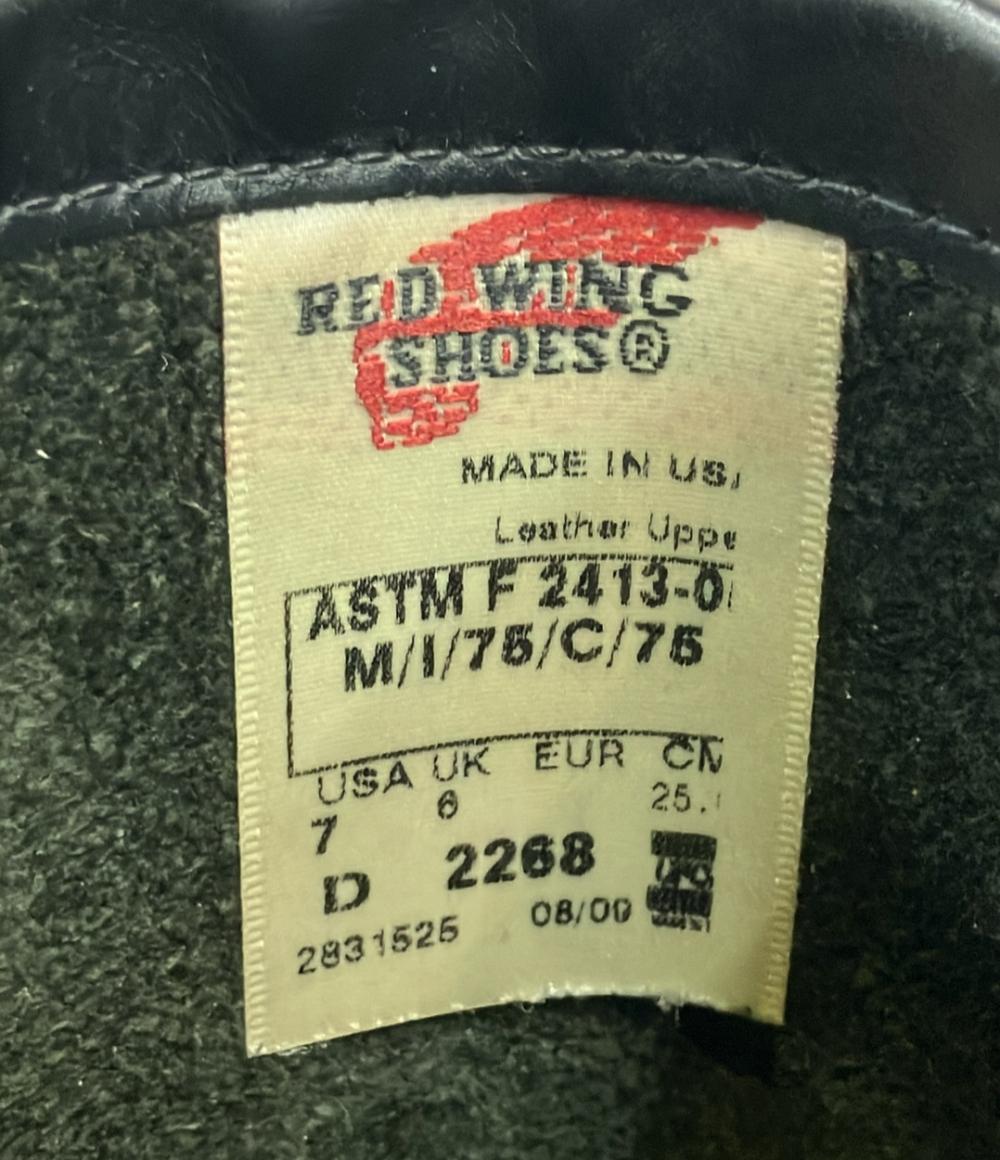 RED WING
SHOES®
MADE IN US
Leather Uppe
ASTM F 2413-0
M/I/75/C/75
USA UK EUR CM
7 6 25.
D 2268
2831525 08/09